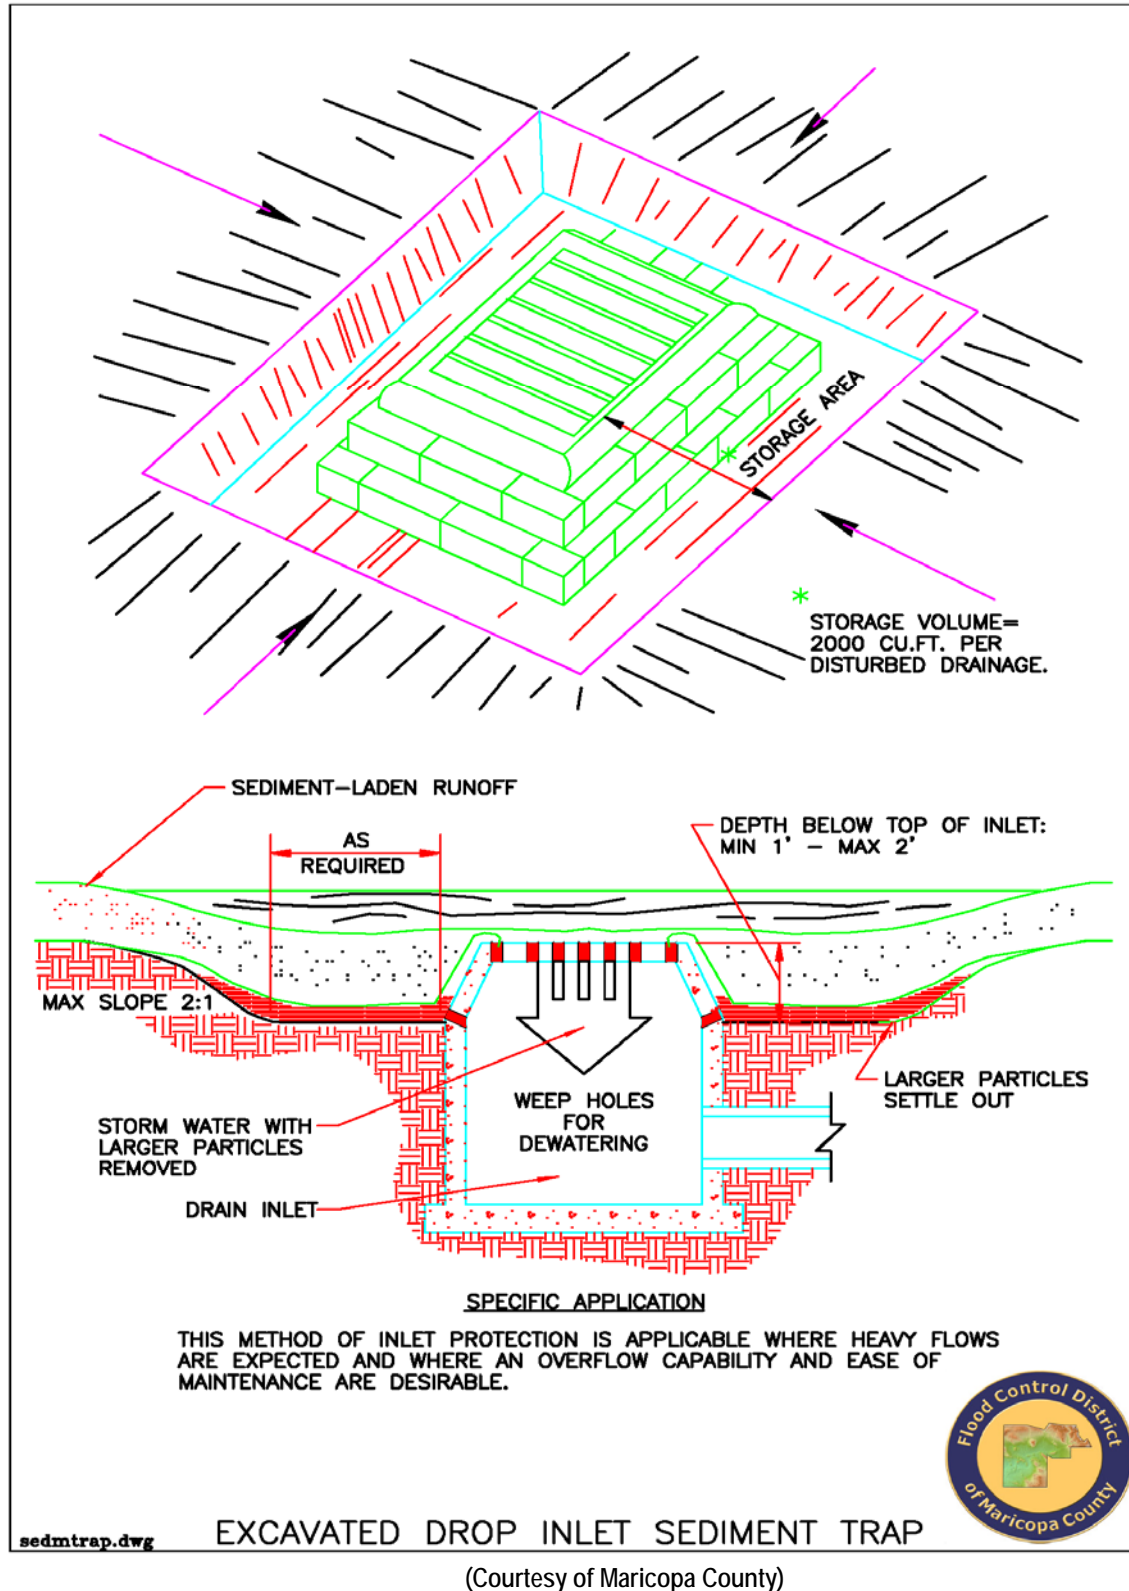 STORAGE AREA
*
*
STORAGE VOLUME=
2000 CU.FT. PER
DISTURBED DRAINAGE.
SEDIMENT-LADEN RUNOFF
AS
REQUIRED
DEPTH BELOW TOP OF INLET:
MIN 1' - MAX 2'
MAX SLOPE 2:1
LARGER PARTICLES
SETTLE OUT
STORM WATER WITH
LARGER PARTICLES
REMOVED
WEEP HOLES
FOR
DEWATERING
DRAIN INLET
SPECIFIC APPLICATION
THIS METHOD OF INLET PROTECTION IS APPLICABLE WHERE HEAVY FLOWS
ARE EXPECTED AND WHERE AN OVERFLOW CAPABILITY AND EASE OF
MAINTENANCE ARE DESIRABLE.
Flood Control District
of Maricopa County
sedmtrap.dwg
EXCAVATED DROP INLET SEDIMENT TRAP
(Courtesy of Maricopa County)